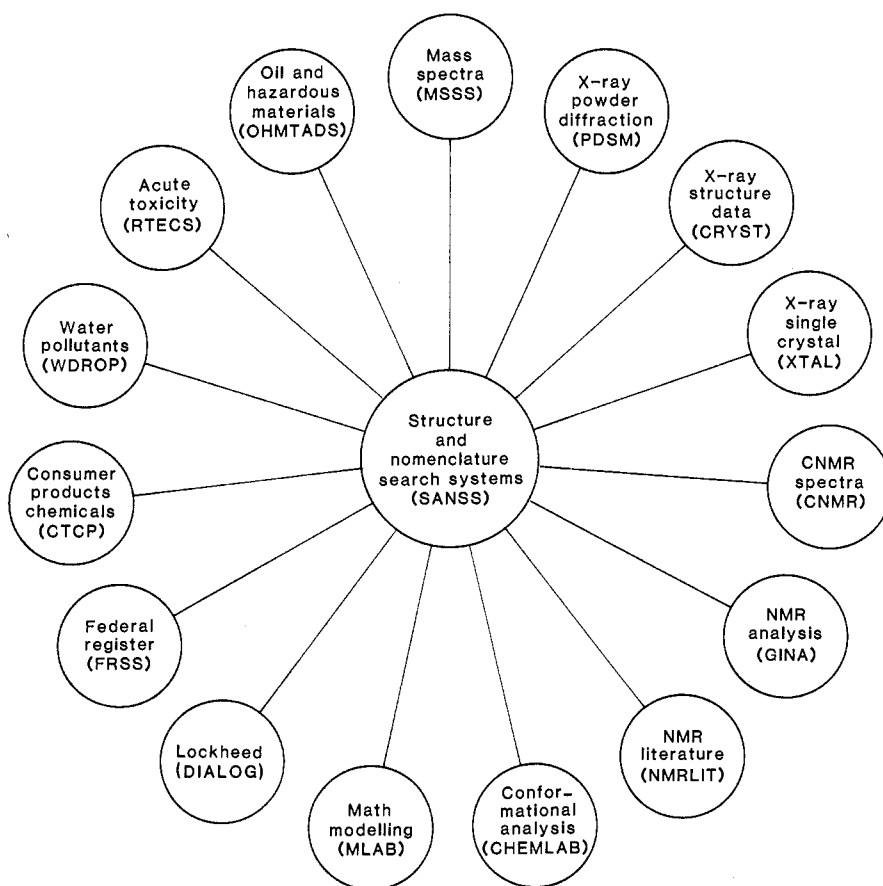 Mass
spectra
(MSSS)
X-ray
powder
diffraction
(PDSM)
X-ray
structure
data
(CRYST)
X-ray
single
crystal
(XTAL)
CNMR
spectra
(CNMR)
NMR
analysis
(GINA)
NMR
literature
(NMRLIT)
Confor-
mational
analysis
(CHEMLAB)
Math
modelling
(MLAB)
Lockheed
(DIALOG)
Federal
register
(FRSS)
Consumer
products
chemicals
(CTCP)
Water
pollutants
(WDROP)
Acute
toxicity
(RTECS)
Oil and
hazardous
materials
(OHMTADS)
Structure
and
nomenclature
search systems
(SANSS)